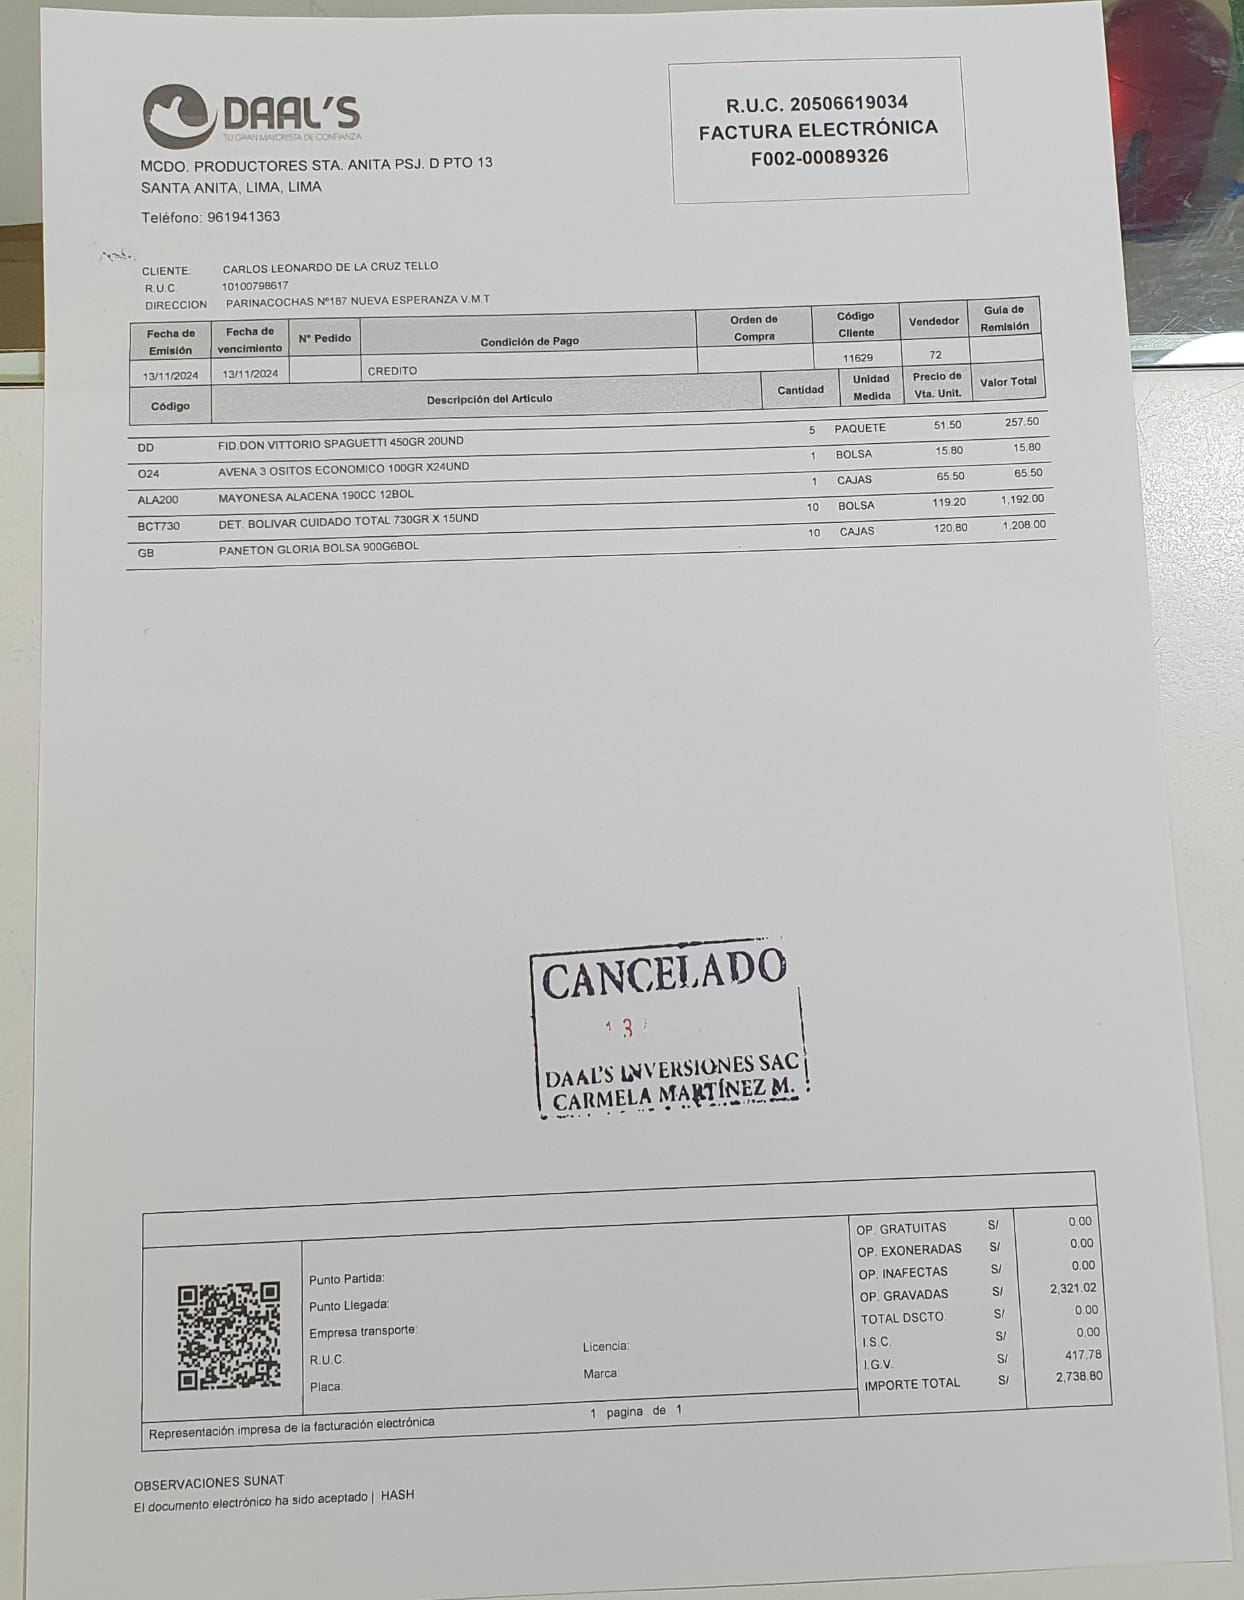 DAAL'S
TU GRAN MAYORISTA DE CONFIANZA
R.U.C. 20506619034
FACTURA ELECTRÓNICA
F002-00089326
MCDO. PRODUCTORES STA. ANITA PSJ. D PTO 13
SANTA ANITA, LIMA, LIMA
Teléfono: 961941363
CLIENTE: CARLOS LEONARDO DE LA CRUZ TELLO
R.U.C. 10100798617
DIRECCION PARINACOCHAS N°187 NUEVA ESPERANZA V.M.T
Fecha de Emisión Fecha de vencimiento N° Pedido Condición de Pago Orden de Compra Código Cliente Vendedor Guia de Remisión
13/11/2024 13/11/2024 CREDITO 11629 72
Código Descripción del Articulo Cantidad Unidad Medida Precio de Vta. Unit. Valor Total
DD FID.DON VITTORIO SPAGUETTI 450GR 20UND 5 PAQUETE 51.50 257.50
O24 AVENA 3 OSITOS ECONOMICO 100GR X24UND 1 BOLSA 15.80 15.80
ALA200 MAYONESA ALACENA 190CC 12BOL 1 CAJAS 65.50 65.50
BCT730 DET. BOLIVAR CUIDADO TOTAL 730GR X 15UND 10 BOLSA 119.20 1,192.00
GB PANETON GLORIA BOLSA 900G6BOL 10 CAJAS 120.80 1,208.00
CANCELADO
13
DAAL'S INVERSIONES SAC
CARMELA MARTÍNEZ M.
Punto Partida:
Punto Llegada:
Empresa transporte:
R.U.C. Licencia:
Placa: Marca:
OP. GRATUITAS S/ 0.00
OP. EXONERADAS S/ 0.00
OP. INAFECTAS S/ 0.00
OP. GRAVADAS S/ 2,321.02
TOTAL DSCTO. S/ 0.00
I.S.C. S/ 0.00
I.G.V. S/ 417.78
IMPORTE TOTAL S/ 2,738.80
Representación impresa de la facturación electrónica 1 pagina de 1
OBSERVACIONES SUNAT
El documento electrónico ha sido aceptado | HASH